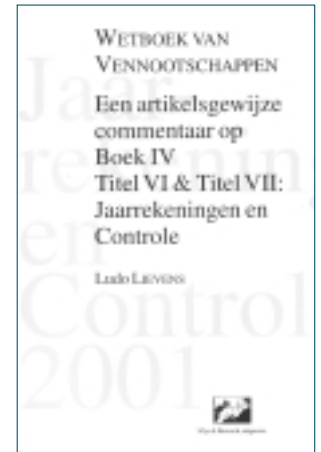 WETBOEK VAN
VENNOOTSCHAPPEN
Een artikelsgewijze
commentaar op
Boek IV
Titel VI & Titel VII:
Jaarrekeningen en
Controle
Ludo LIEVENS
Jaar
en
Control
2001